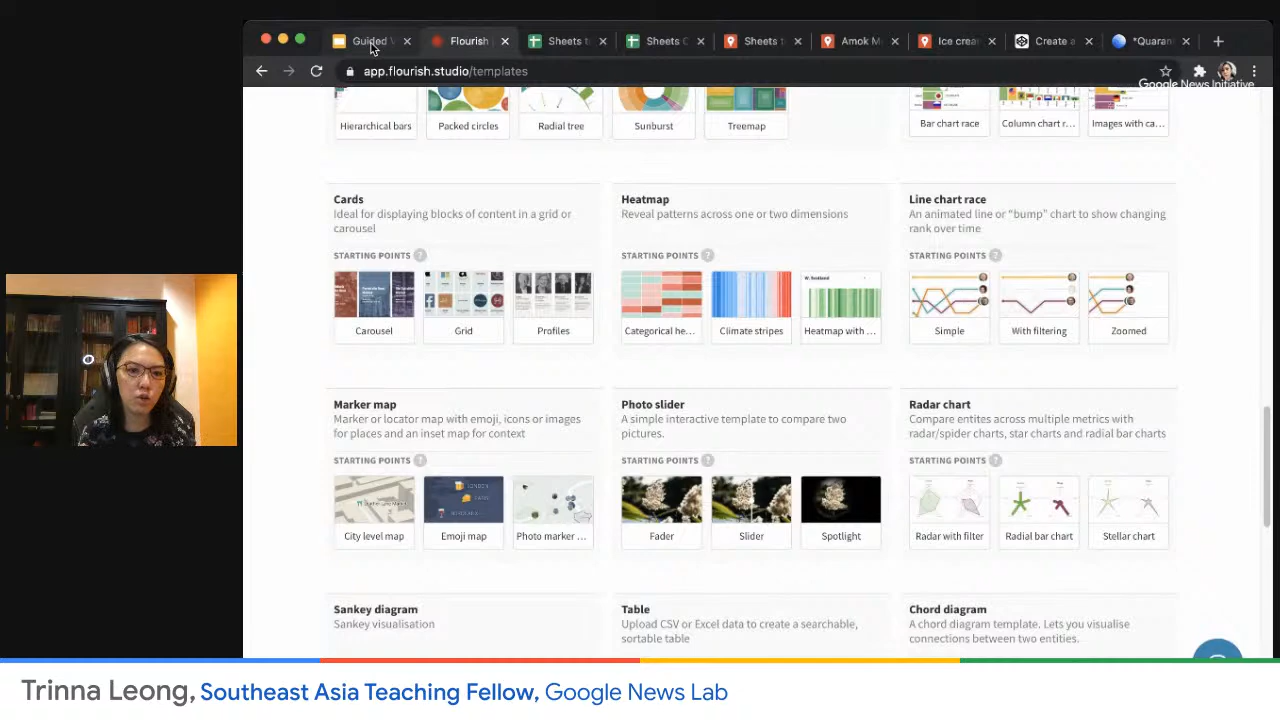 Guided
Flourish
Sheets t
Sheets C
Sheets t
Amok M
Ice crea
Create a
*Quaran
app.flourish.studio/templates
Google News Initiative
Hierarchical bars
Packed circles
Radial tree
Sunburst
Treemap
Bar chart race
Column chart r...
Images with ca...
Cards
Ideal for displaying blocks of content in a grid or
carousel
STARTING POINTS ?
Carousel
Grid
Profiles
Heatmap
Reveal patterns across one or two dimensions
STARTING POINTS ?
Categorical he...
Climate stripes
Heatmap with ...
Line chart race
An animated line or “bump” chart to show changing
rank over time
STARTING POINTS ?
Simple
With filtering
Zoomed
Marker map
Marker or locator map with emoji, icons or images
for places and an inset map for context
STARTING POINTS ?
LONDON
City level map
Emoji map
Photo marker ...
Photo slider
A simple interactive template to compare two
pictures.
STARTING POINTS ?
Fader
Slider
Spotlight
Radar chart
Compare entites across multiple metrics with
radar/spider charts, star charts and radial bar charts
STARTING POINTS ?
Radar with filter
Radial bar chart
Stellar chart
Sankey diagram
Sankey visualisation
Table
Upload CSV or Excel data to create a searchable,
sortable table
Chord diagram
A chord diagram template. Lets you visualise
connections between two entities.
Trinna Leong, Southeast Asia Teaching Fellow, Google News Lab